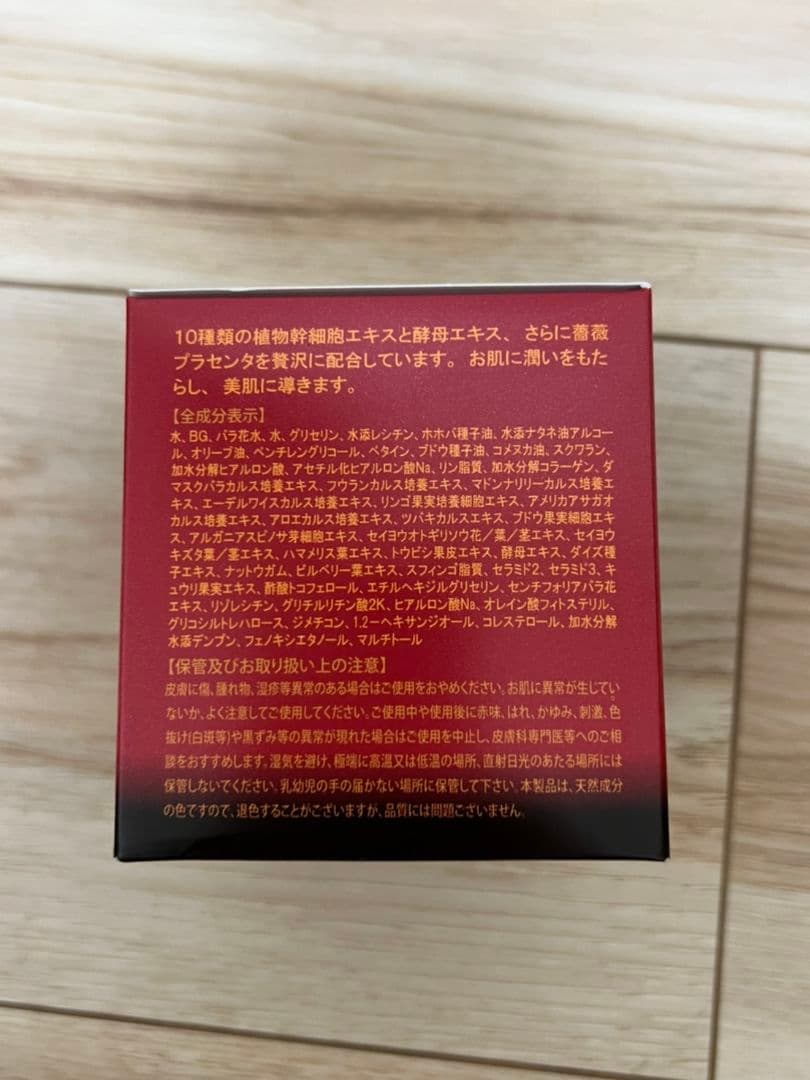 10種類の植物幹細胞エキスと酵母エキス、さらに薔薇
プラセンタを贅沢に配合しています。お肌に潤いをもた
らし、美肌に導きます。
【全成分表示】
水、BG、バラ花水、水、グリセリン、水添レシチン、ホホバ種子油、水添ナタネ油アルコー
ル、オリーブ油、ペンチレングリコール、ベタイン、ブドウ種子油、コメヌカ油、スクワラン、
加水分解ヒアルロン酸、アセチル化ヒアルロン酸Na、リン脂質、加水分解コラーゲン、ダ
マスクバラカルス培養エキス、フウランカルス培養エキス、マドンナリリーカルス培養エキ
ス、エーデルワイスカルス培養エキス、リンゴ果実培養細胞エキス、アメリカアサガオ
カルス培養エキス、アロエカルス培養エキス、ツバキカルスエキス、ブドウ果実細胞エキ
ス、アルガニアスピノサ芽細胞エキス、セイヨウオトギリソウ花／葉／茎エキス、セイヨウ
キズタ葉／茎エキス、ハマメリス葉エキス、トウビシ果皮エキス、酵母エキス、ダイズ種
子エキス、ナットウガム、ビルベリー葉エキス、スフィンゴ脂質、セラミド2、セラミド3、キ
ュウリ果実エキス、酢酸トコフェロール、エチルヘキシルグリセリン、センチフォリアバラ花
エキス、リゾレシチン、グリチルリチン酸2K、ヒアルロン酸Na、オレイン酸フィトステリル、
グリコシルトレハロース、ジメチコン、1.2－ヘキサンジオール、コレステロール、加水分解
水添デンプン、フェノキシエタノール、マルチトール
【保管及びお取り扱い上の注意】
皮膚に傷、腫れ物、湿疹等異常のある場合はご使用をおやめください。お肌に異常が生じてい
ないか、よく注意してご使用してください。ご使用中や使用後に赤味、はれ、かゆみ、刺激、色
抜け(白斑等)や黒ずみ等の異常が現れた場合はご使用を中止し、皮膚科専門医等へのご相
談をおすすめします。湿気を避け、極端に高温又は低温の場所、直射日光のあたる場所には
保管しないてください。乳幼児の手の届かない場所に保管して下さい。本製品は、天然成分
の色ですので、退色することがございますが、品質には問題ございません。